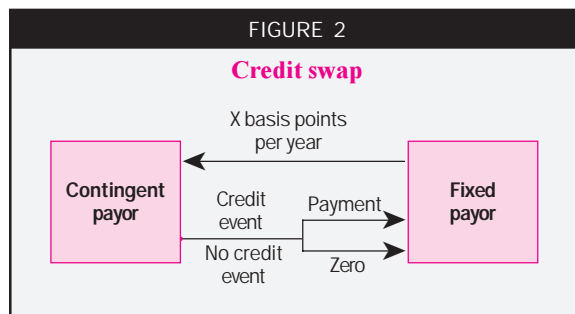 FIGURE 2
Credit swap
X basis points
per year
Contingent
payor
Credit
event
No credit
event
Payment
Zero
Fixed
payor